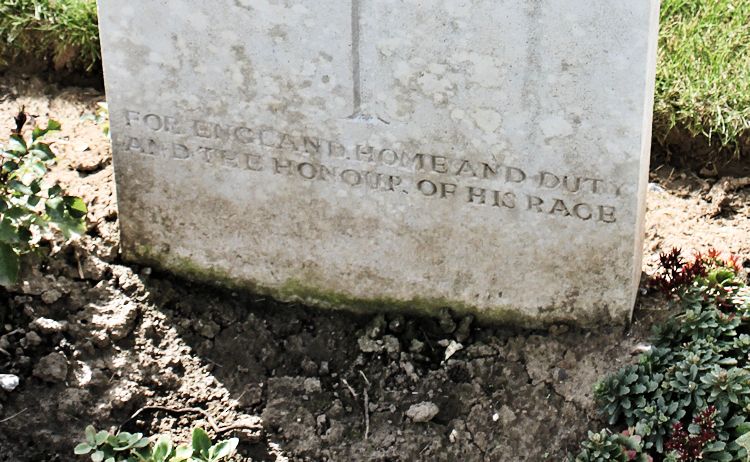 FOR ENGLAND. HOME AND DUTY
AND THE HONOUR OF HIS RACE